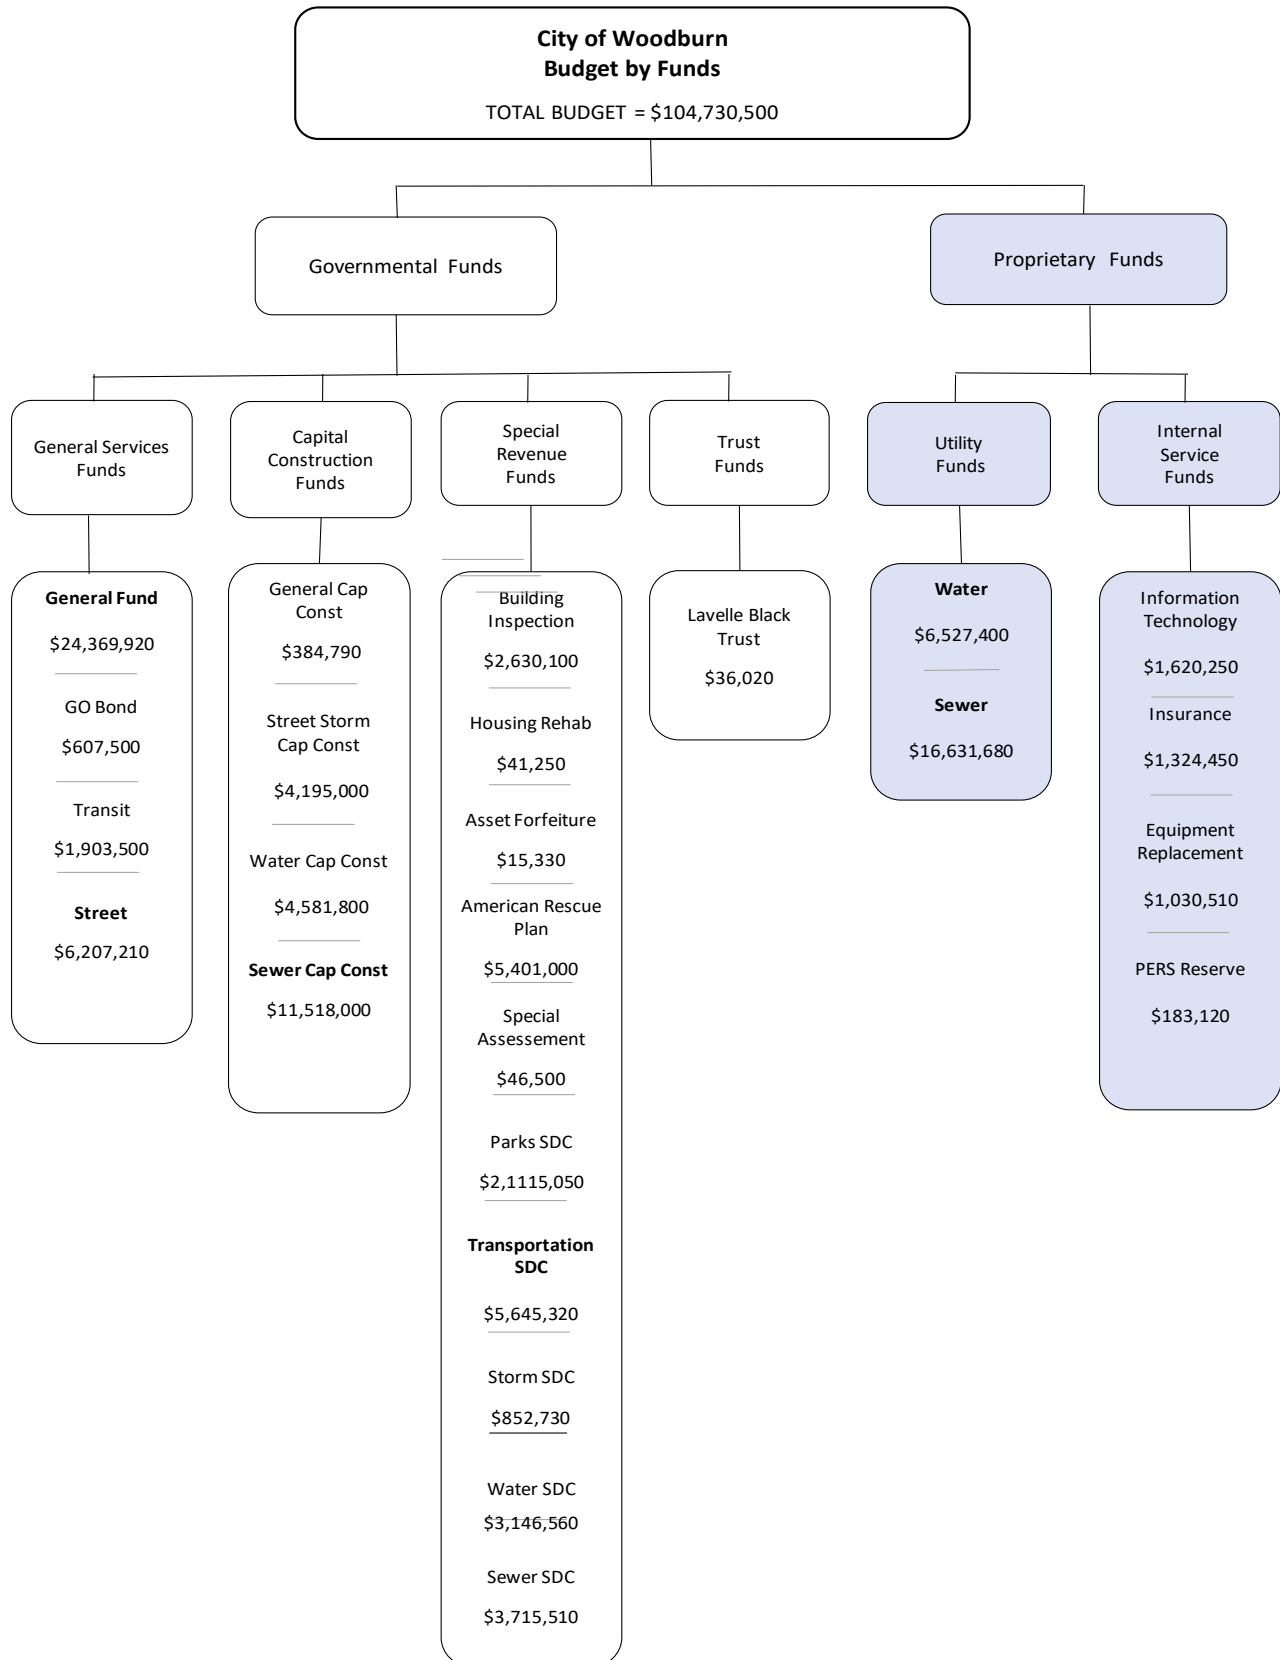 City of Woodburn
Budget by Funds
TOTAL BUDGET = $104,730,500
Governmental Funds
Proprietary Funds
General Services
Funds
Capital
Construction
Funds
Special
Revenue
Funds
Trust
Funds
Utility
Funds
Internal
Service
Funds
General Fund
$24,369,920
GO Bond
$607,500
Transit
$1,903,500
Street
$6,207,210
General Cap
Const
$384,790
Street Storm
Cap Const
$4,195,000
Water Cap Const
$4,581,800
Sewer Cap Const
$11,518,000
Building
Inspection
$2,630,100
Housing Rehab
$41,250
Asset Forfeiture
$15,330
American Rescue
Plan
$5,401,000
Special
Assessement
$46,500
Parks SDC
$2,1115,050
Transportation
SDC
$5,645,320
Storm SDC
$852,730
Water SDC
$3,146,560
Sewer SDC
$3,715,510
Lavelle Black
Trust
$36,020
Water
$6,527,400
Sewer
$16,631,680
Information
Technology
$1,620,250
Insurance
$1,324,450
Equipment
Replacement
$1,030,510
PERS Reserve
$183,120